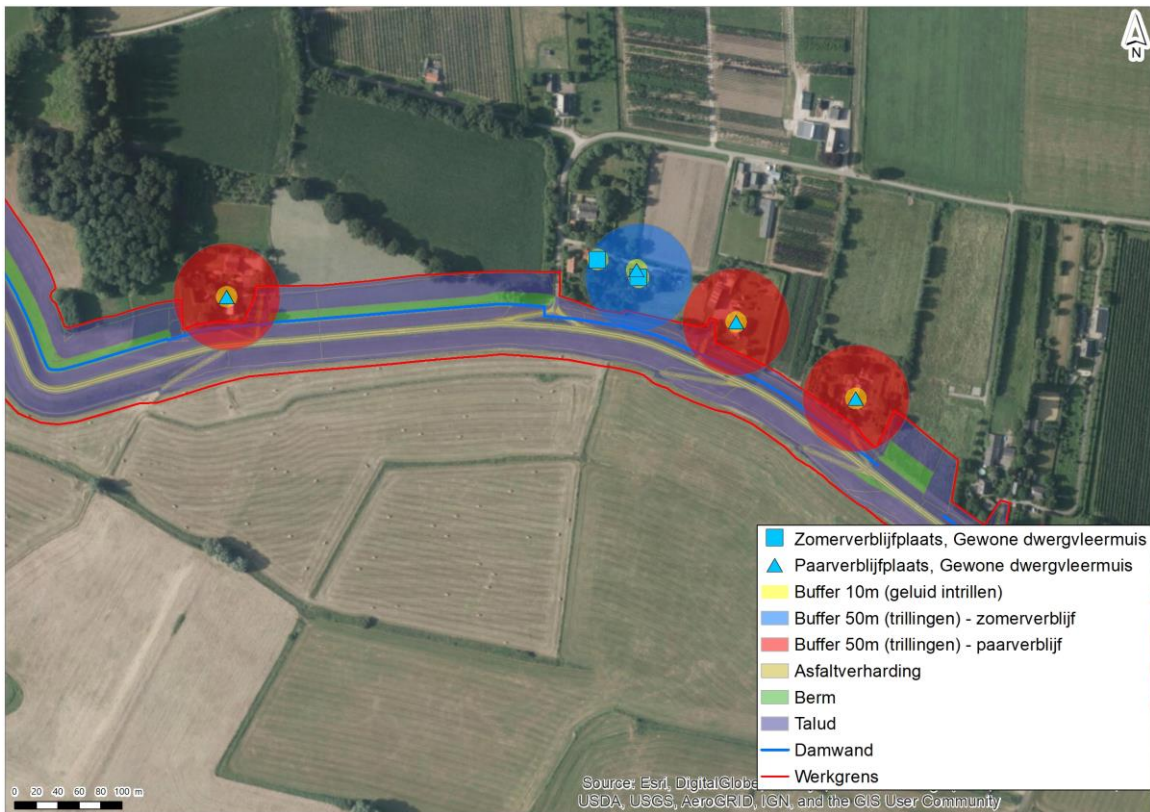 N
Zomerverblijfplaats, Gewone dwergvleermuis
Paarverblijfplaats, Gewone dwergvleermuis
Buffer 10m (geluid intrillen)
Buffer 50m (trillingen) - zomerverblijf
Buffer 50m (trillingen) - paarverblijf
Asfaltverharding
Berm
Talud
Damwand
Werkgrens
0 20 40 60 80 100 m
Source: Esri, DigitalGlobe
USDA, USGS, AeroGRID, IGN, and the GIS User Community